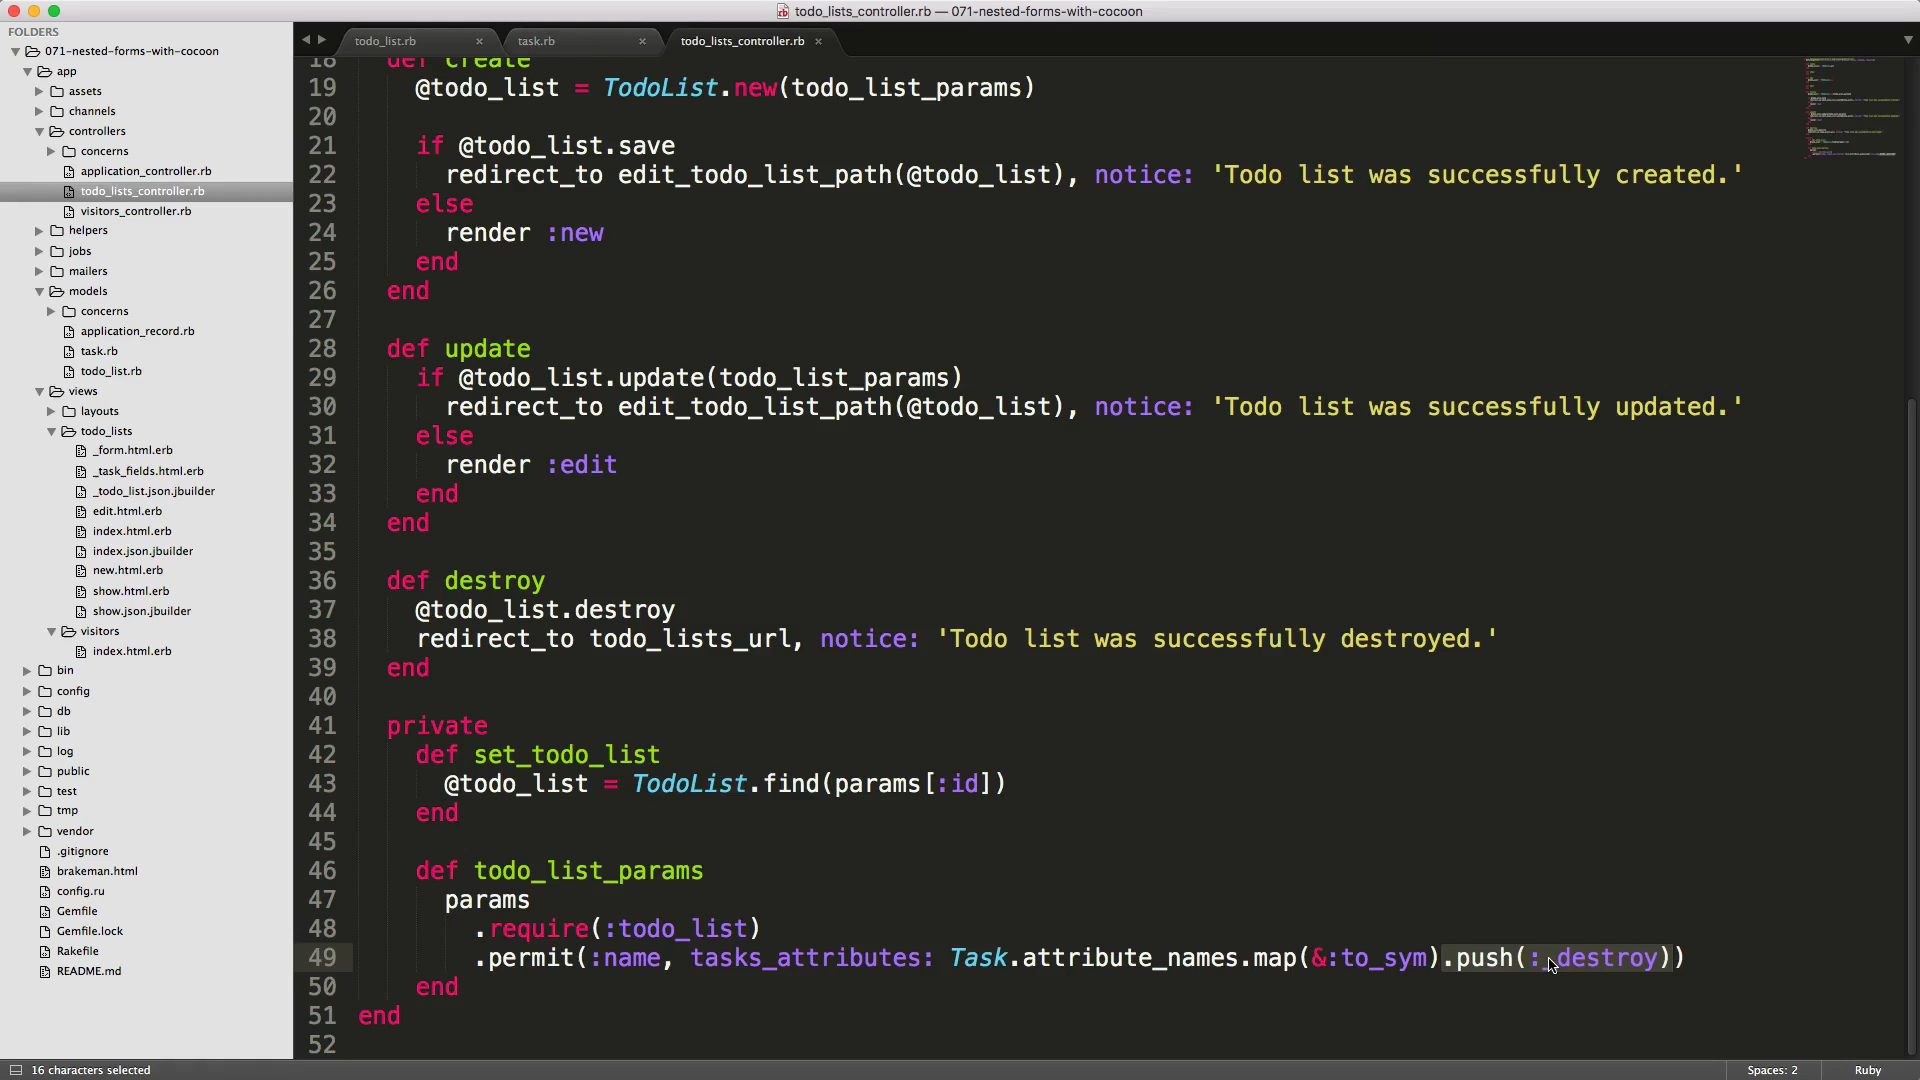 todo_lists_controller.rb — 071-nested-forms-with-cocoon
FOLDERS
071-nested-forms-with-cocoon
app
assets
channels
controllers
concerns
application_controller.rb
todo_lists_controller.rb
visitors_controller.rb
helpers
jobs
mailers
models
concerns
application_record.rb
task.rb
todo_list.rb
views
layouts
todo_lists
_form.html.erb
_task_fields.html.erb
_todo_list.json.jbuilder
edit.html.erb
index.html.erb
index.json.jbuilder
new.html.erb
show.html.erb
show.json.jbuilder
visitors
index.html.erb
bin
config
db
lib
log
public
test
tmp
vendor
.gitignore
brakeman.html
config.ru
Gemfile
Gemfile.lock
Rakefile
README.md
todo_list.rb
task.rb
todo_lists_controller.rb
18 def create
19 @todo_list = TodoList.new(todo_list_params)
20
21 if @todo_list.save
22 redirect_to edit_todo_list_path(@todo_list), notice: 'Todo list was successfully created.'
23 else
24 render :new
25 end
26 end
27
28 def update
29 if @todo_list.update(todo_list_params)
30 redirect_to edit_todo_list_path(@todo_list), notice: 'Todo list was successfully updated.'
31 else
32 render :edit
33 end
34 end
35
36 def destroy
37 @todo_list.destroy
38 redirect_to todo_lists_url, notice: 'Todo list was successfully destroyed.'
39 end
40
41 private
42 def set_todo_list
43 @todo_list = TodoList.find(params[:id])
44 end
45
46 def todo_list_params
47 params
48 .require(:todo_list)
49 .permit(:name, tasks_attributes: Task.attribute_names.map(&:to_sym).push(:_destroy))
50 end
51 end
52
16 characters selected
Spaces: 2
Ruby